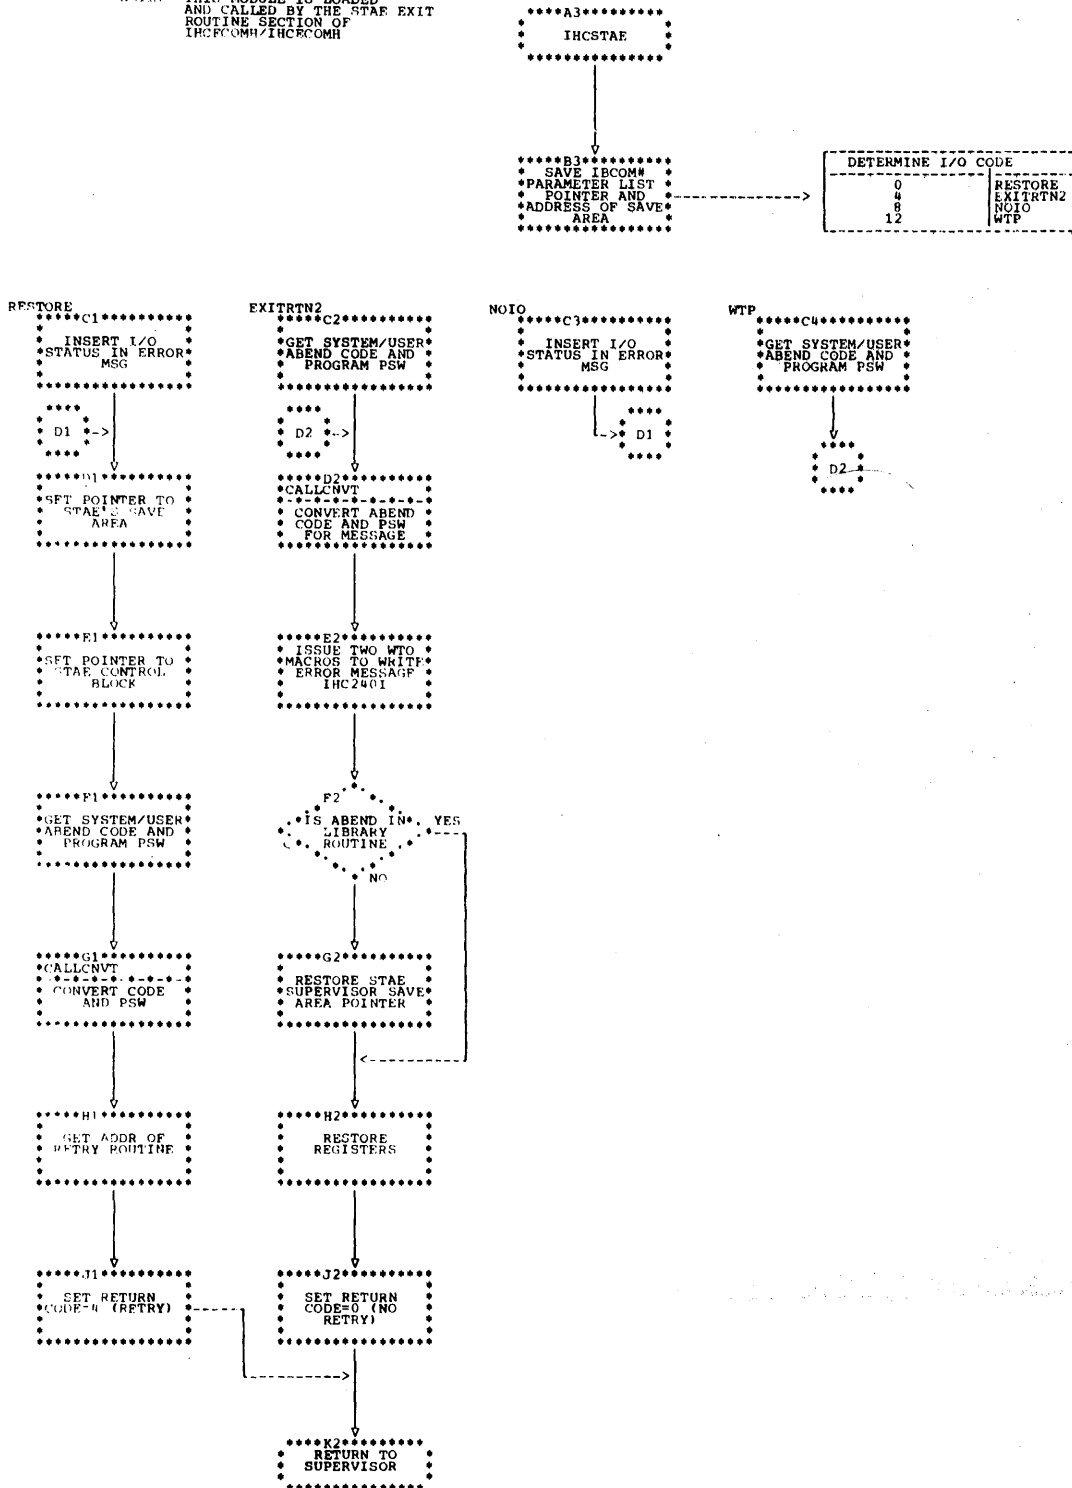 THIS MODULE IS LOADED
AND CALLED BY THE STAE EXIT
ROUTINE SECTION OF
IHCFCOMH/IHCECOMH
A3
IHCSTAE
B3
SAVE IBCOM#
PARAMETER LIST
POINTER AND
ADDRESS OF SAVE
AREA
DETERMINE I/O CODE
0 RESTORE
4 EXITRTN2
8 NOIO
12 WTP
RESTORE
C1
INSERT I/O
STATUS IN ERROR
MSG
D1
D1
SET POINTER TO
STAE'S SAVE
AREA
E1
SET POINTER TO
STAE CONTROL
BLOCK
F1
GET SYSTEM/USER
ABEND CODE AND
PROGRAM PSW
G1
CALLCNVT
CONVERT CODE
AND PSW
H1
GET ADDR OF
RETRY ROUTINE
J1
SET RETURN
CODE=4 (RETRY)
EXITRTN2
C2
GET SYSTEM/USER
ABEND CODE AND
PROGRAM PSW
D2
D2
CALLCNVT
CONVERT ABEND
CODE AND PSW
FOR MESSAGE
E2
ISSUE TWO WTO
MACROS TO WRITE
ERROR MESSAGE
IHC240I
F2
IS ABEND IN
LIBRARY
ROUTINE
YES
NO
G2
RESTORE STAE
SUPERVISOR SAVE
AREA POINTER
H2
RESTORE
REGISTERS
J2
SET RETURN
CODE=0 (NO
RETRY)
K2
RETURN TO
SUPERVISOR
NOIO
C3
INSERT I/O
STATUS IN ERROR
MSG
D1
WTP
C4
GET SYSTEM/USER
ABEND CODE AND
PROGRAM PSW
D2